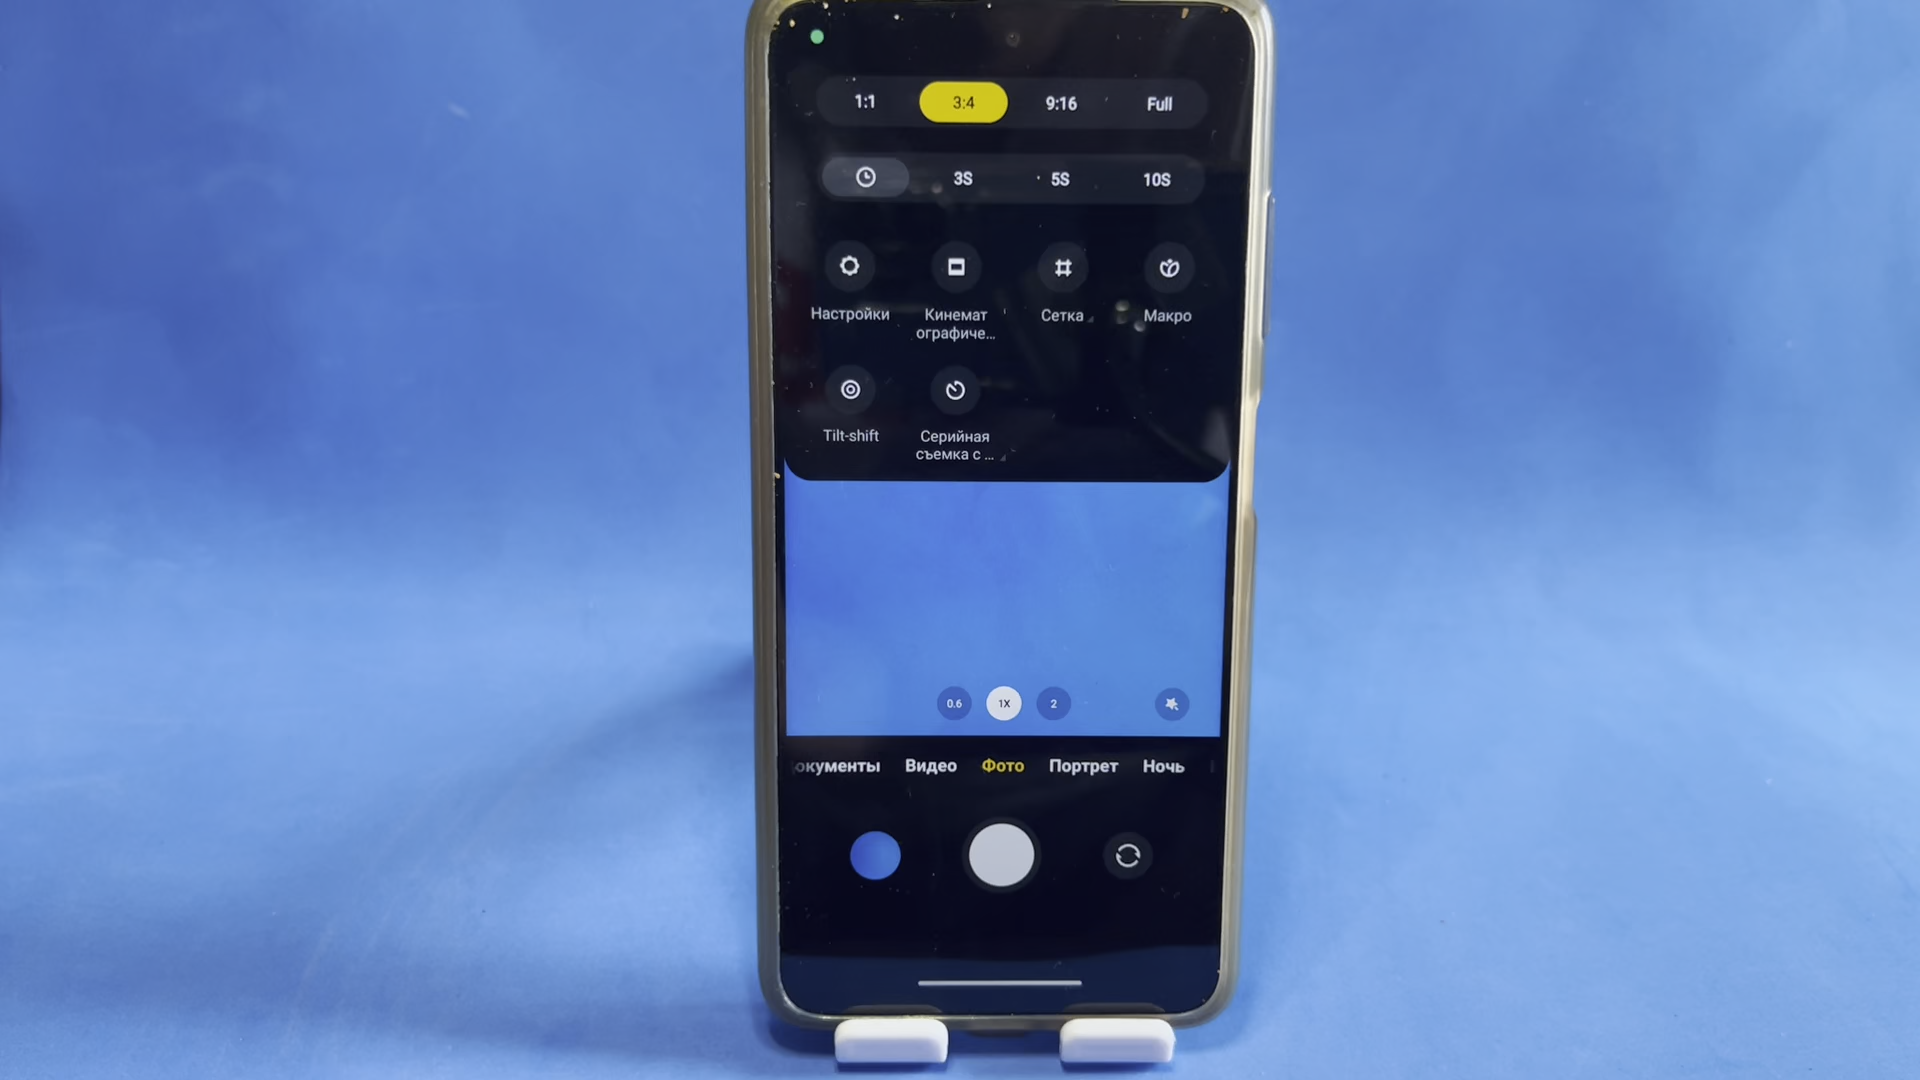 1:1 3:4 9:16 Full
3S 5S 10S
Настройки Кинемат Сетка Макро
ографиче...
Tilt-shift Серийная
съемка с ...
0.6 1X 2
окументы Видео Фото Портрет Ночь